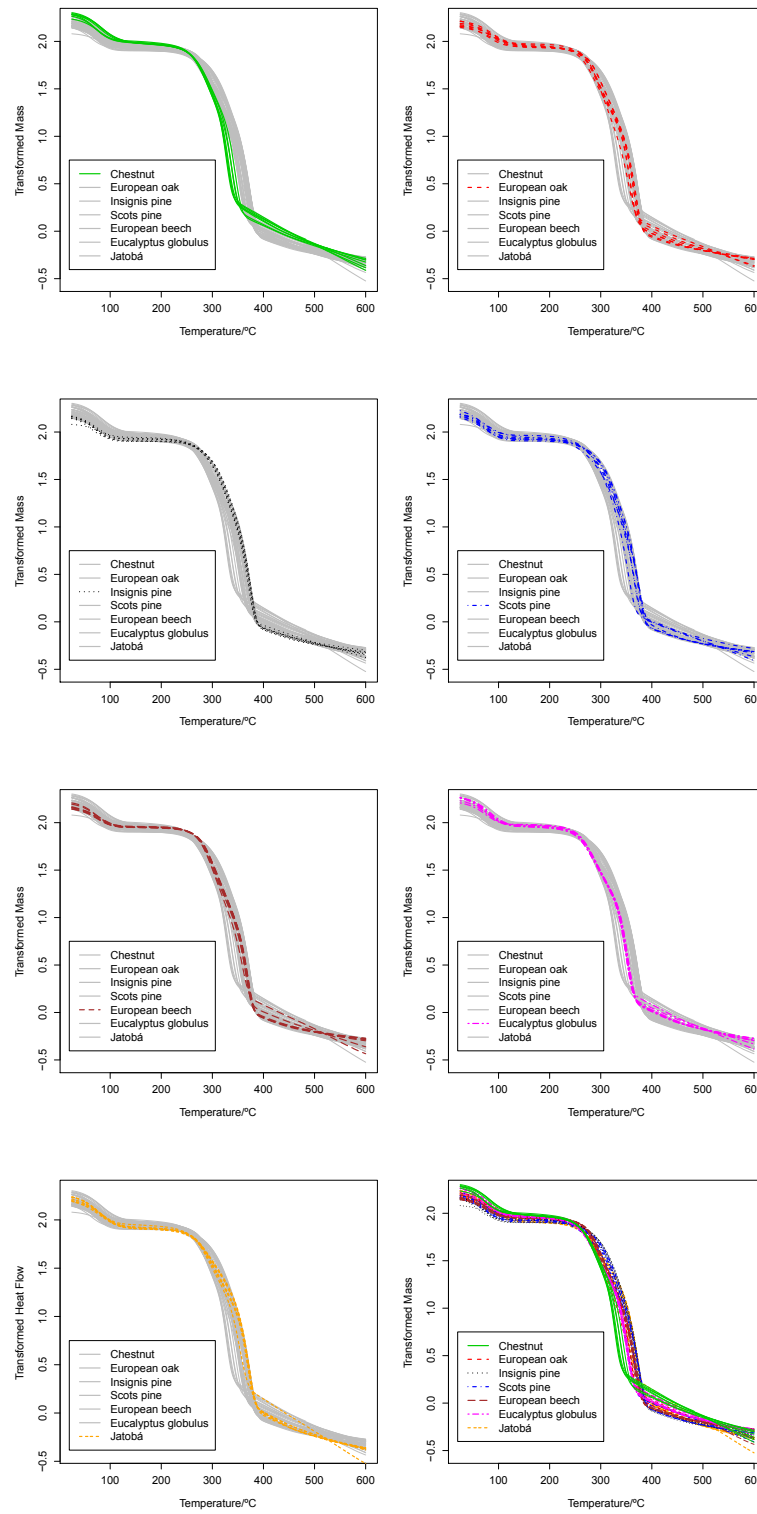 Transformed Mass
−0.5 0.0 0.5 1.0 1.5 2.0
Chestnut
European oak
Insignis pine
Scots pine
European beech
Eucalyptus globulus
Jatobá
100 200 300 400 500 600
Temperature/ºC
Transformed Mass
−0.5 0.0 0.5 1.0 1.5 2.0
Chestnut
European oak
Insignis pine
Scots pine
European beech
Eucalyptus globulus
Jatobá
100 200 300 400 500 600
Temperature/ºC
Transformed Mass
−0.5 0.0 0.5 1.0 1.5 2.0
Chestnut
European oak
Insignis pine
Scots pine
European beech
Eucalyptus globulus
Jatobá
100 200 300 400 500 600
Temperature/ºC
Transformed Mass
−0.5 0.0 0.5 1.0 1.5 2.0
Chestnut
European oak
Insignis pine
Scots pine
European beech
Eucalyptus globulus
Jatobá
100 200 300 400 500 600
Temperature/ºC
Transformed Mass
−0.5 0.0 0.5 1.0 1.5 2.0
Chestnut
European oak
Insignis pine
Scots pine
European beech
Eucalyptus globulus
Jatobá
100 200 300 400 500 600
Temperature/ºC
Transformed Mass
−0.5 0.0 0.5 1.0 1.5 2.0
Chestnut
European oak
Insignis pine
Scots pine
European beech
Eucalyptus globulus
Jatobá
100 200 300 400 500 600
Temperature/ºC
Transformed Heat Flow
−0.5 0.0 0.5 1.0 1.5 2.0
Chestnut
European oak
Insignis pine
Scots pine
European beech
Eucalyptus globulus
Jatobá
100 200 300 400 500 600
Temperature/ºC
Transformed Mass
−0.5 0.0 0.5 1.0 1.5 2.0
Chestnut
European oak
Insignis pine
Scots pine
European beech
Eucalyptus globulus
Jatobá
100 200 300 400 500 600
Temperature/ºC